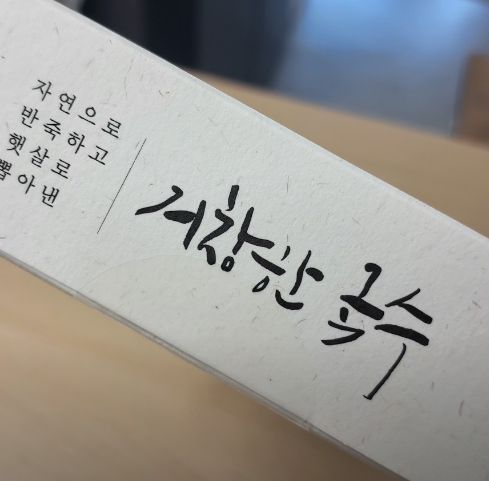 자연으로
반죽하고
햇살로
뽑아낸
거창한 국수